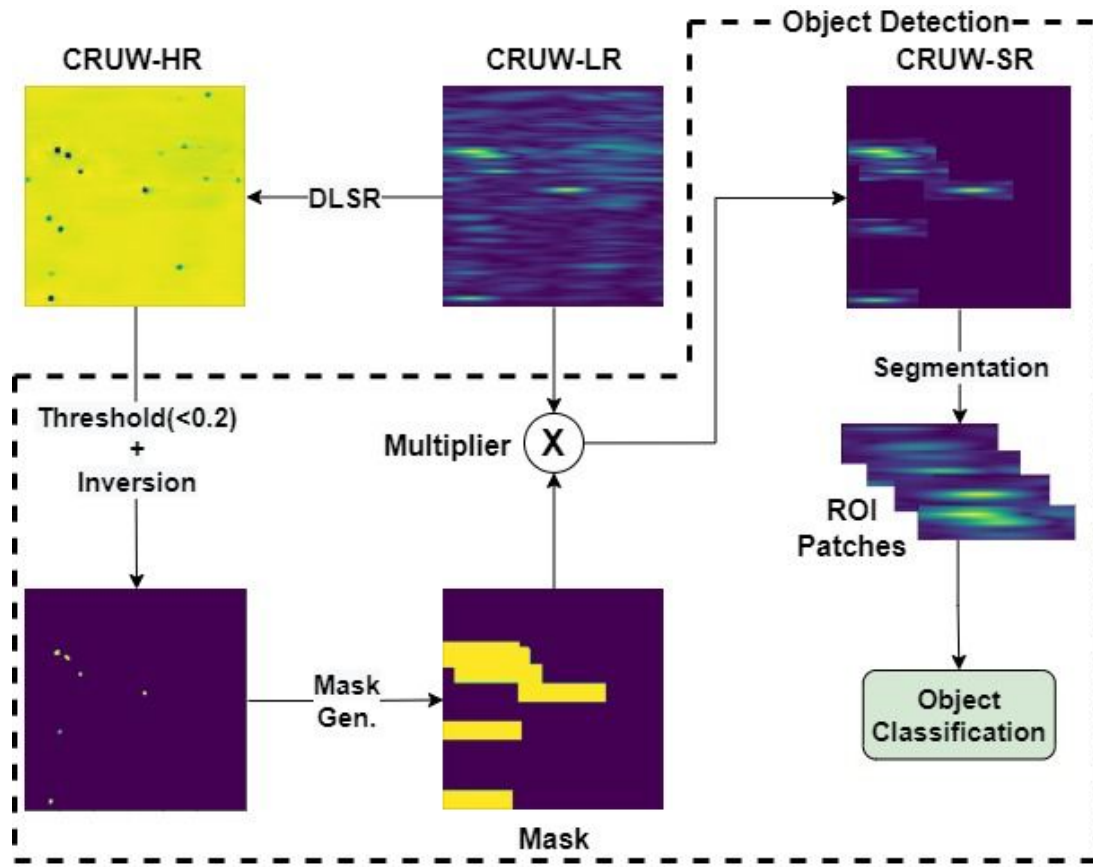 Object Detection
CRUW-HR
CRUW-LR
CRUW-SR
DLSR
Segmentation
Threshold(<0.2)
+
Inversion
Multiplier
X
ROI
Patches
Mask
Gen.
Object
Classification
Mask